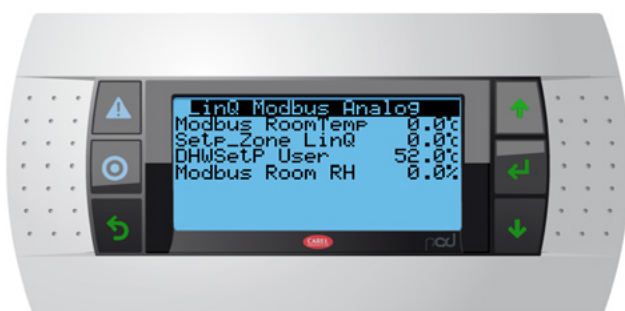 LinQ Modbus Analog
Modbus RoomTemp 0.0°c
Setp_Zone LinQ 0.0°c
DHWSetP User 52.0°c
Modbus Room RH 0.0%
CAREL
pGD